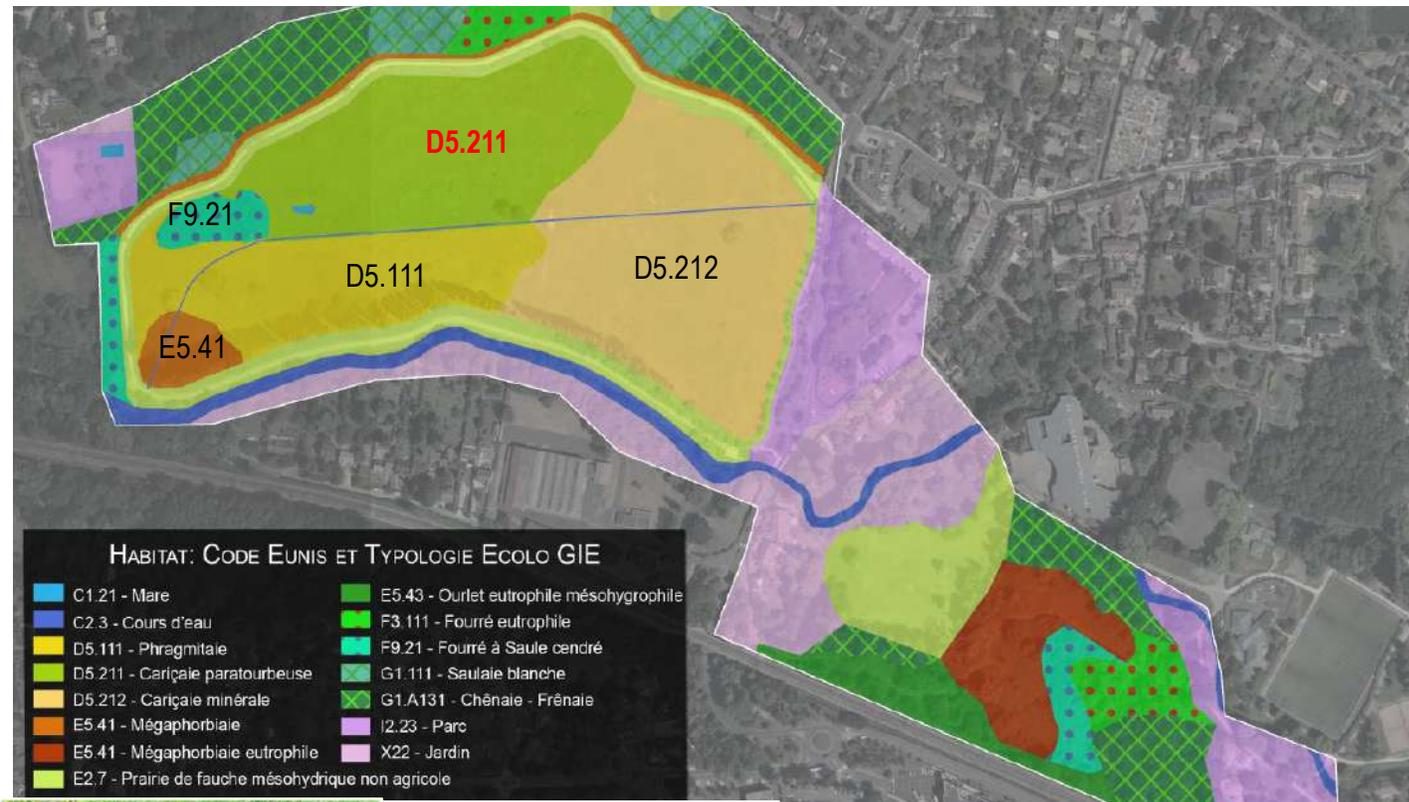 D5.211
F9.21
D5.111
D5.212
E5.41
HABITAT: CODE EUNIS ET TYPOLOGIE ECOLO GIE
C1.21 - Mare
C2.3 - Cours d'eau
D5.111 - Phragmitaie
D5.211 - Cariçaie paratourbeuse
D5.212 - Cariçaie minérale
E5.41 - Mégaphorbiaie
E5.41 - Mégaphorbiaie eutrophile
E2.7 - Prairie de fauche mésohydrique non agricole
E5.43 - Ourlet eutrophile mésohygrophile
F3.111 - Fourré eutrophile
F9.21 - Fourré à Saule cendré
G1.111 - Saulaie blanche
G1.A131 - Chênaie - Frênaie
I2.23 - Parc
X22 - Jardin